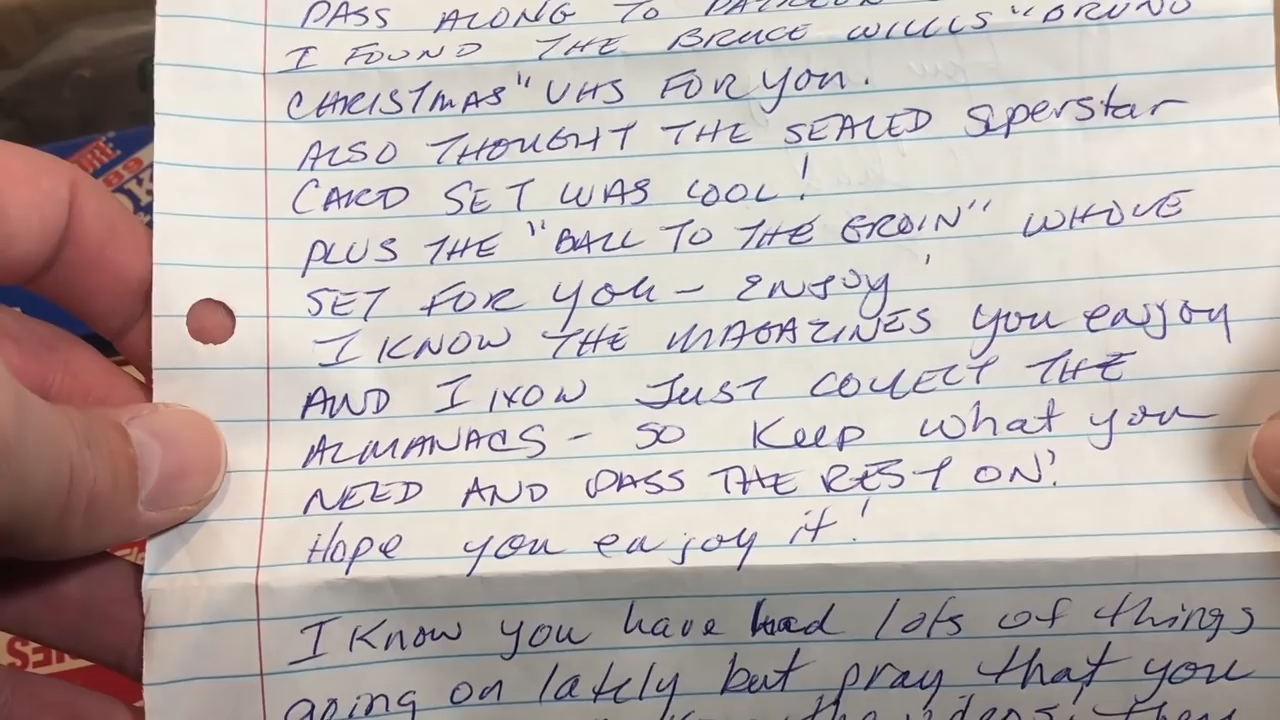 PASS ALONG TO
I FOUND THE BRUCE WILLIS "BRUNO
CHRISTMAS" VHS FOR you.
ALSO THOUGHT THE SEALED Superstar
CARD SET WAS COOL!
PLUS THE "BALL TO THE GROIN" WHOLE
SET FOR you - ENJOY!
I KNOW THE MAGAZINES you enjoy
AND I NOW JUST COLLECT THE
ALMANACS - SO Keep what you
NEED AND PASS THE REST ON!
Hope you enjoy it!
I Know you have had lots of things
going on lately but pray that you